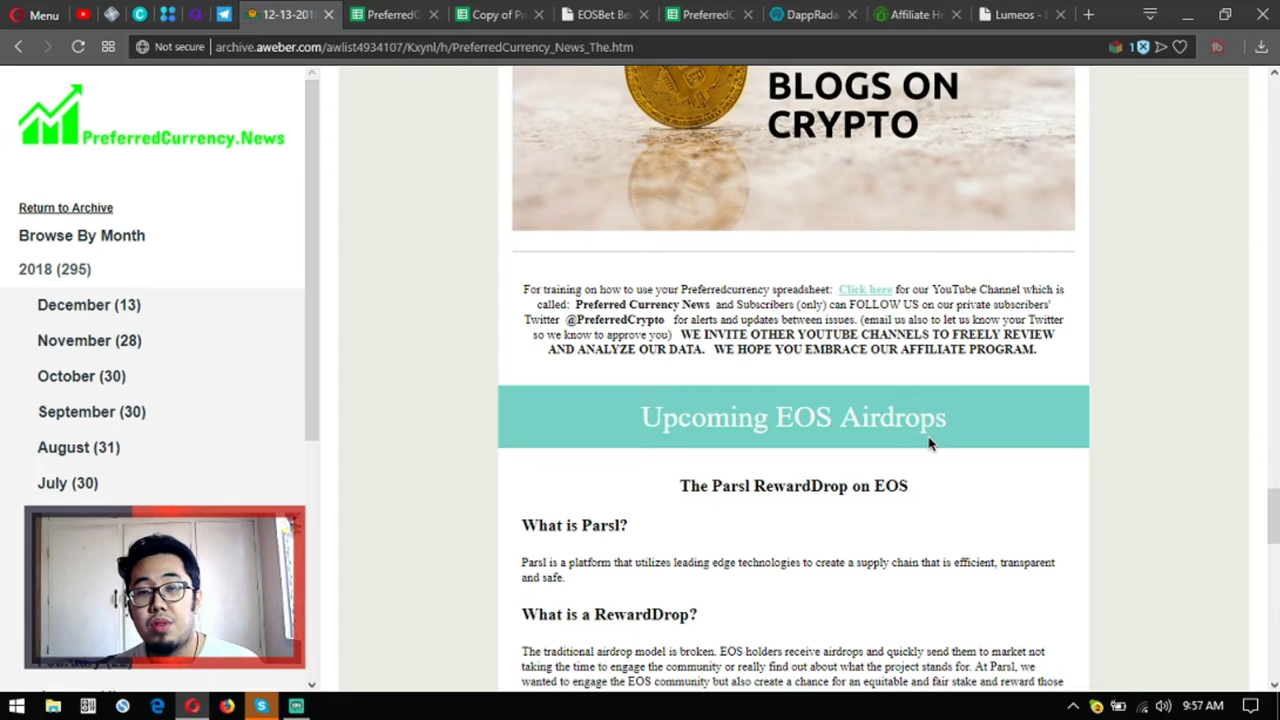 Menu
12-13-201
PreferredC
Copy of Pr
EOSBet Be
PreferredC
DappRada
Affiliate H
Lumeos -
Not secure
archive.aweber.com/awlist4934107/KxynI/h/PreferredCurrency_News_The.htm
1
PreferredCurrency.News
Return to Archive
Browse By Month
2018 (295)
December (13)
November (28)
October (30)
September (30)
August (31)
July (30)
BLOGS ON
CRYPTO
For training on how to use your Preferredcurrency spreadsheet: Click here for our YouTube Channel which is
called: Preferred Currency News and Subscribers (only) can FOLLOW US on our private subscribers'
Twitter @PreferredCrypto for alerts and updates between issues. (email us also to let us know your Twitter
so we know to approve you) WE INVITE OTHER YOUTUBE CHANNELS TO FREELY REVIEW
AND ANALYZE OUR DATA. WE HOPE YOU EMBRACE OUR AFFILIATE PROGRAM.
Upcoming EOS Airdrops
The Parsl RewardDrop on EOS
What is Parsl?
Parsl is a platform that utilizes leading edge technologies to create a supply chain that is efficient, transparent
and safe.
What is a RewardDrop?
The traditional airdrop model is broken. EOS holders receive airdrops and quickly send them to market not
taking the time to engage the community or really find out about what the project stands for. At Parsl, we
wanted to engage the EOS community but also create a chance for an equitable and fair stake and reward those
9:57 AM